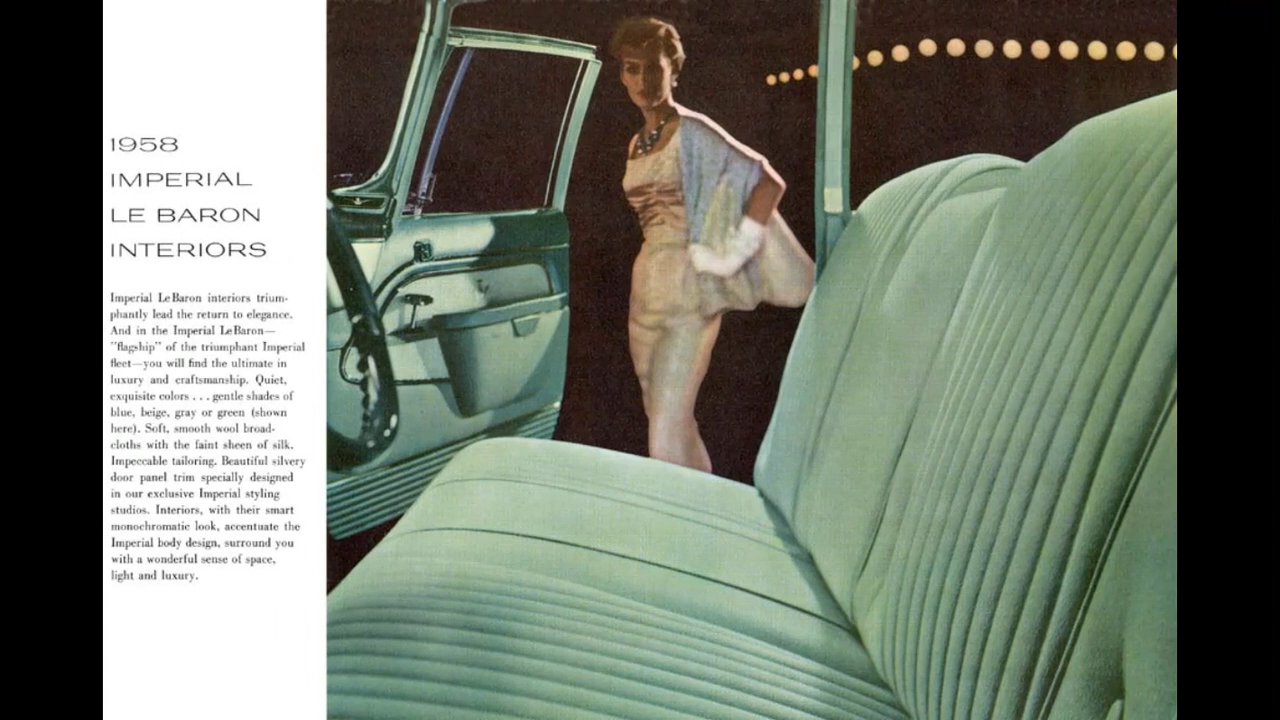 1958
IMPERIAL
LE BARON
INTERIORS
Imperial LeBaron interiors trium-
phantly lead the return to elegance.
And in the Imperial LeBaron—
"flagship" of the triumphant Imperial
fleet—you will find the ultimate in
luxury and craftsmanship. Quiet,
exquisite colors . . . gentle shades of
blue, beige, gray or green (shown
here). Soft, smooth wool broad-
cloths with the faint sheen of silk.
Impeccable tailoring. Beautiful silvery
door panel trim specially designed
in our exclusive Imperial styling
studios. Interiors, with their smart
monochromatic look, accentuate the
Imperial body design, surround you
with a wonderful sense of space,
light and luxury.